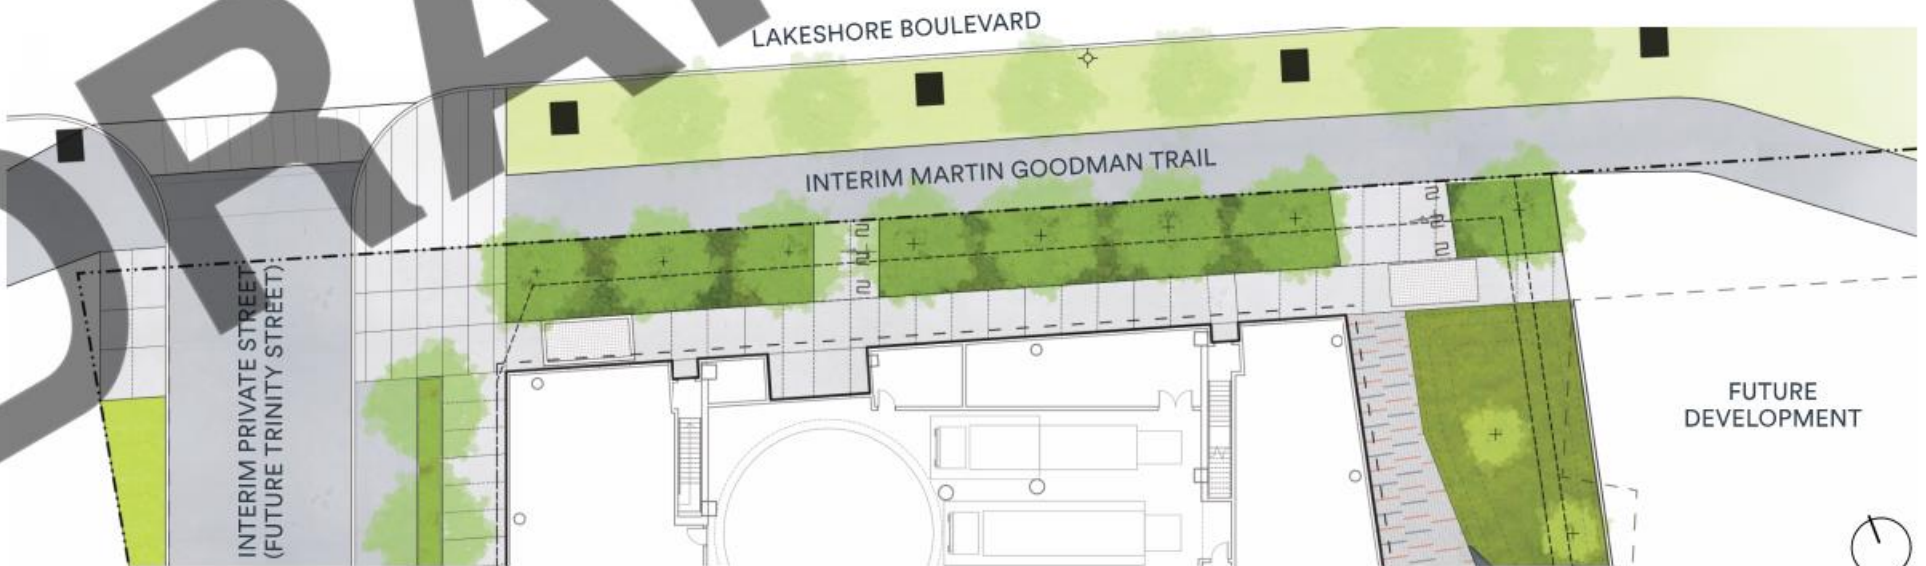 LAKESHORE BOULEVARD
DRAF
INTERIM MARTIN GOODMAN TRAIL
INTERIM PRIVATE STREET
(FUTURE TRINITY STREET)
FUTURE
DEVELOPMENT